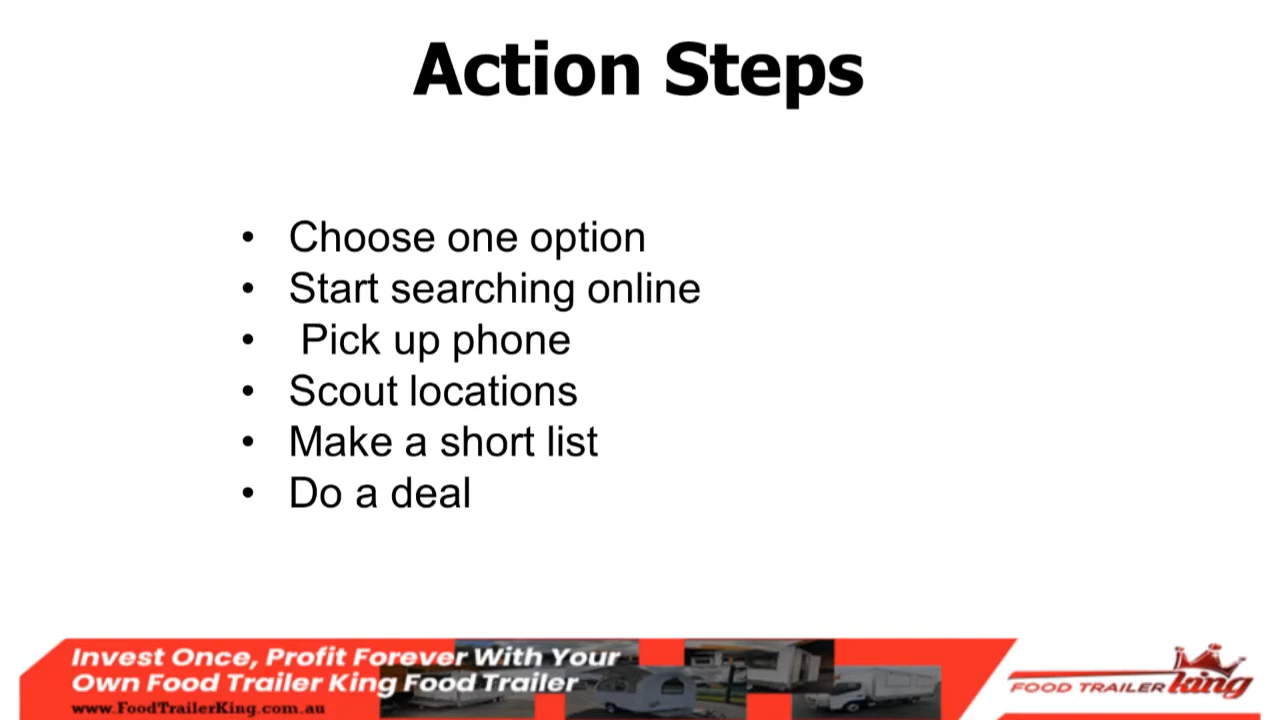 Action Steps
• Choose one option
• Start searching online
• Pick up phone
• Scout locations
• Make a short list
• Do a deal
Invest Once, Profit Forever With Your
Own Food Trailer King Food Trailer
www.FoodTrailerKing.com.au
FOOD TRAILER king